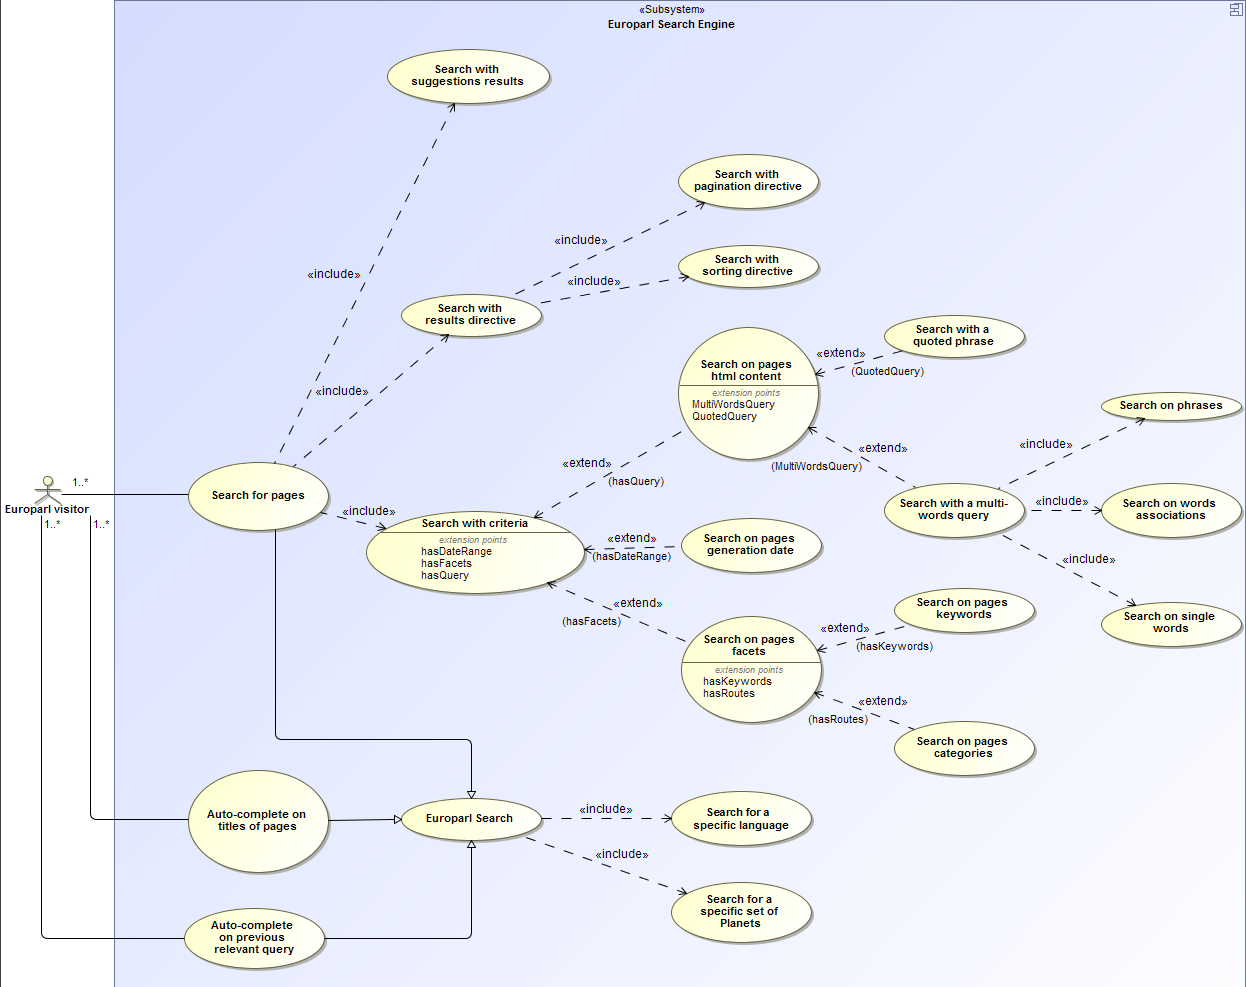 «Subsystem»
Europarl Search Engine
Search with
suggestions results
Search with
pagination directive
«include»
Search with
sorting directive
«include»
«include»
Search with
results directive
Search with a
quoted phrase
«extend»
(QuotedQuery)
Search on pages
html content
extension points
MultiWordsQuery
QuotedQuery
«include»
Search on phrases
«include»
«extend»
(MultiWordsQuery)
«extend»
(hasQuery)
1..*
Europarl visitor
1..*
1..*
Search for pages
«include»
Search with criteria
extension points
hasDateRange
hasFacets
hasQuery
Search with a multi-
words query
«include»
Search on words
associations
«extend»
(hasDateRange)
Search on pages
generation date
«include»
«extend»
(hasFacets)
Search on pages
keywords
«extend»
(hasKeywords)
Search on single
words
Search on pages
facets
extension points
hasKeywords
hasRoutes
«extend»
(hasRoutes)
Search on pages
categories
Auto-complete on
titles of pages
Europarl Search
«include»
Search for a
specific language
«include»
Search for a
specific set of
Planets
Auto-complete
on previous
relevant query